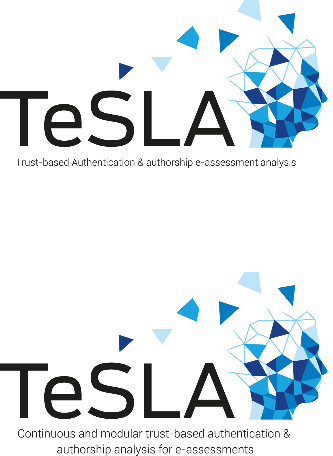 TeSLA
Trust-based Authentication & authorship e-assessment analysis
TeSLA
Continuous and modular trust-based authentication &
authorship analysis for e-assessments